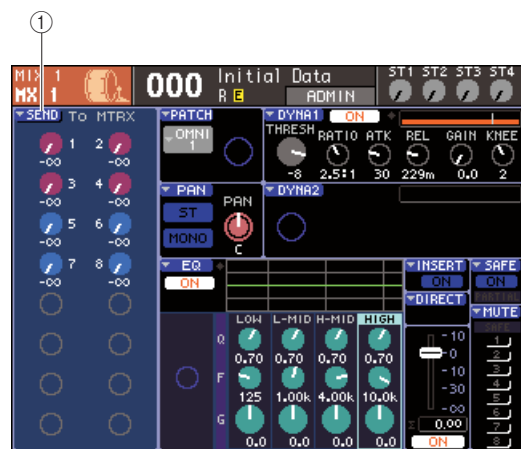 1
MIX 1
MX 1
000
Initial Data
R E
ADMIN
ST1 ST2 ST3 ST4
SEND TO MTRX
1 2
-∞ -∞
3 4
-∞ -∞
5 6
-∞ -∞
7 8
-∞ -∞
PATCH
OMNI
1
DYNA1 ON
THRESH RATIO ATK REL GAIN KNEE
-8 2.5:1 30 229m 0.0 2
PAN
PAN
ST
MONO
C
DYNA2
EQ
ON
LOW L-MID H-MID HIGH
Q
0.70 0.70 0.70 0.70
F
125 1.00k 4.00k 10.0k
G
0.0 0.0 0.0 0.0
INSERT
ON
DIRECT
10
0
-10
-30
-∞
Σ 0.00
ON
SAFE
ON
PARTIAL
MUTE
SAFE
1
2
3
4
5
6
7
8